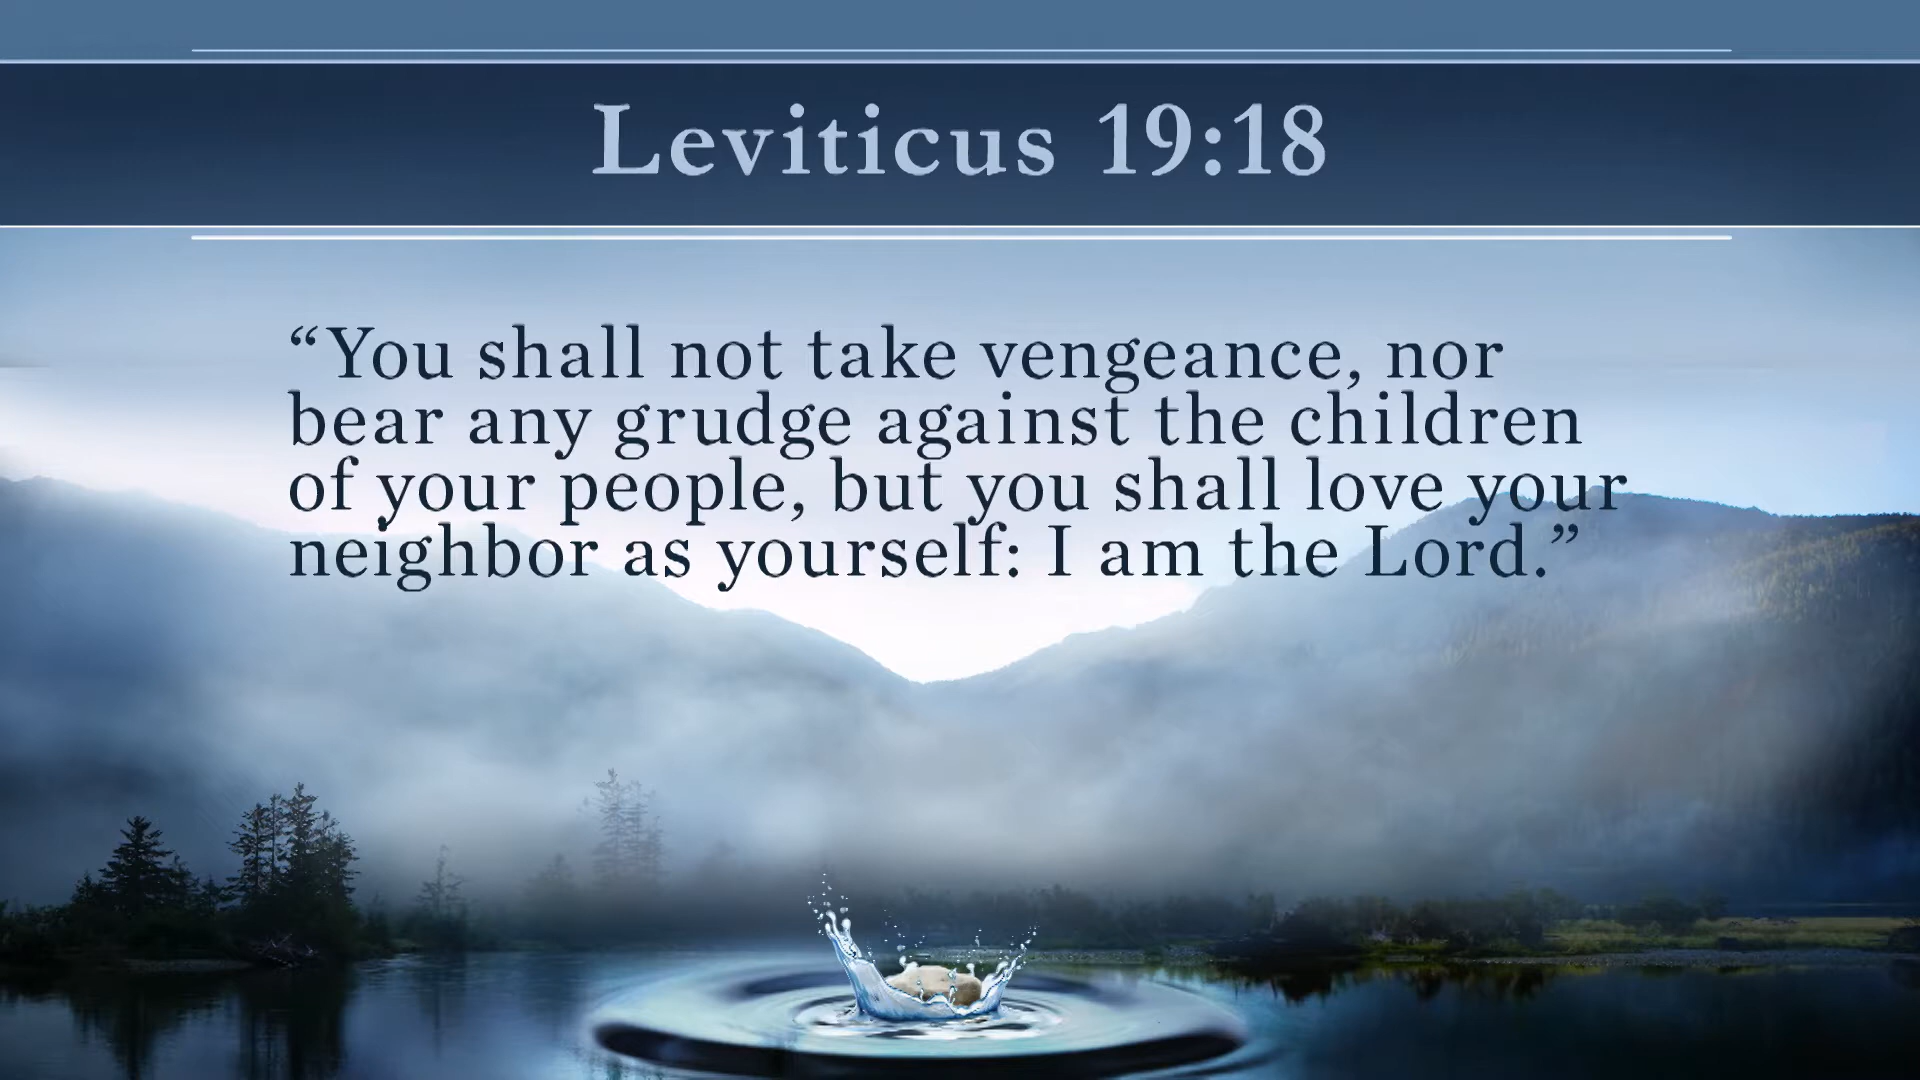 Leviticus 19:18
“You shall not take vengeance, nor
bear any grudge against the children
of your people, but you shall love your
neighbor as yourself: I am the Lord.”